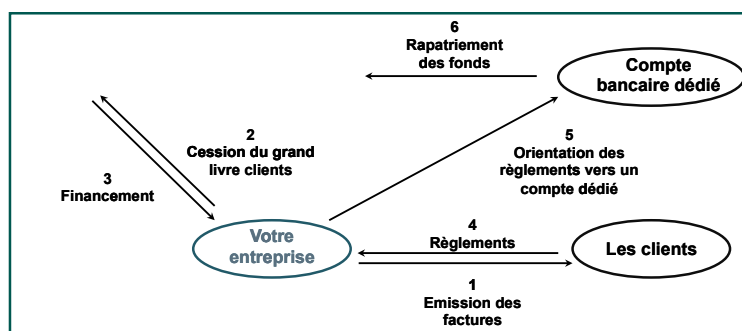 6
Rapatriement
des fonds
Compte
bancaire dédié
2
Cession du grand
livre clients
3
Financement
5
Orientation des
règlements vers un
compte dédié
Votre
entreprise
4
Règlements
Les clients
1
Emission des
factures